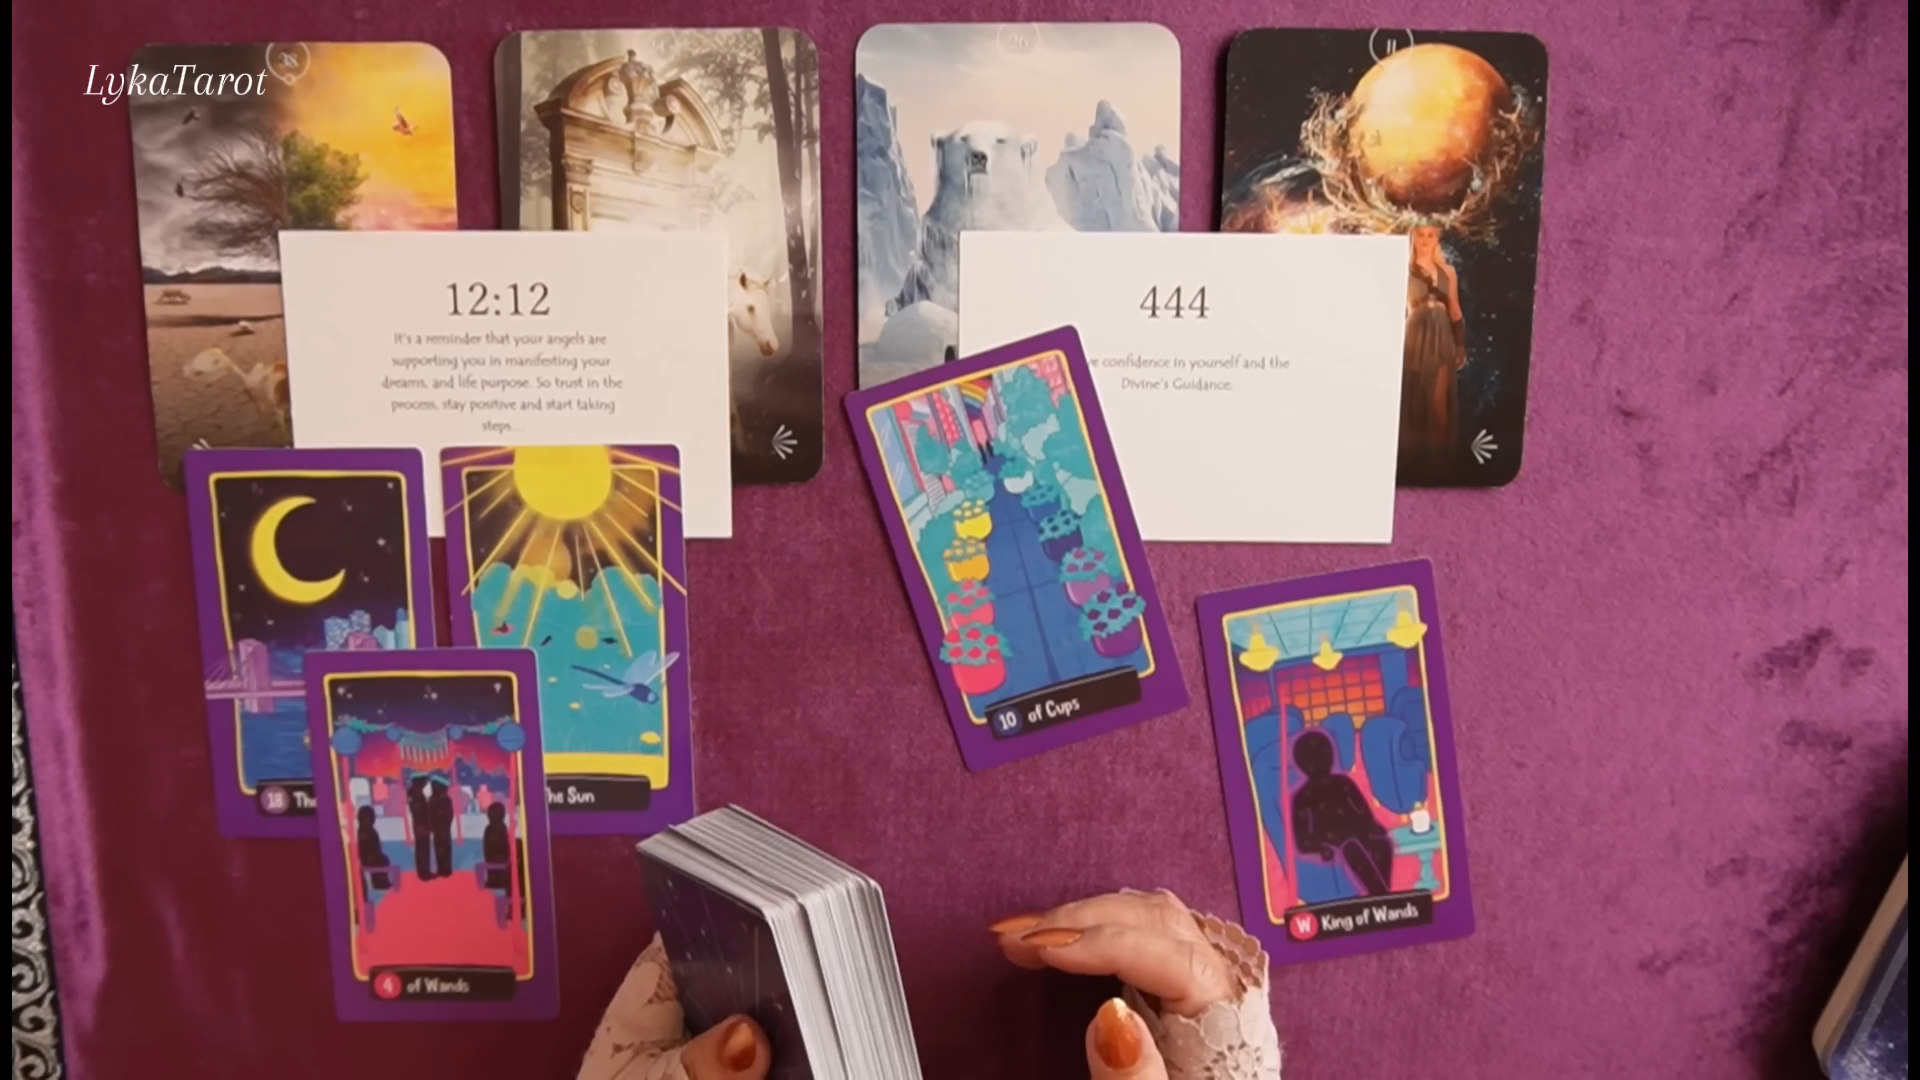 LykaTarot
38
11
12:12
It's a reminder that your angels are
supporting you in manifesting your
dreams, and life purpose. So trust in the
process, stay positive and start taking
steps...
444
confidence in yourself and the
Divine's Guidance.
10 of Cups
18
The Sun
W King of Wands
4 of Wands